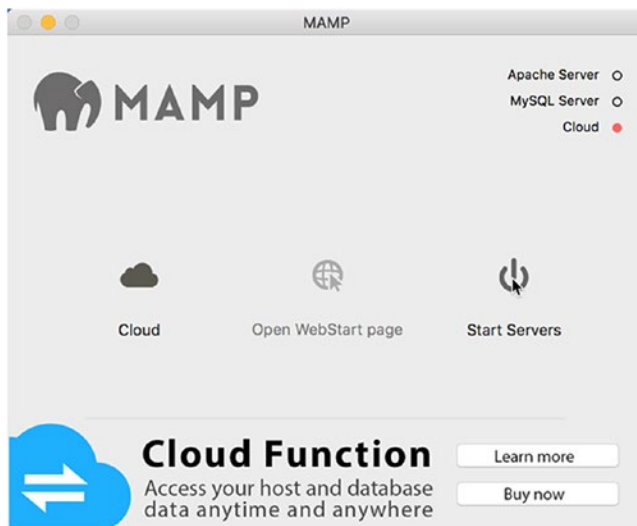 MAMP
MAMP
Apache Server
MySQL Server
Cloud
Cloud
Open WebStart page
Start Servers
Cloud Function
Access your host and database
data anytime and anywhere
Learn more
Buy now